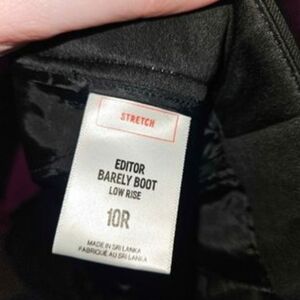 STRETCH
EDITOR
BARELY BOOT
LOW RISE
10R
MADE IN SRI LANKA
FABRIQUÉ AU SRI LANKA